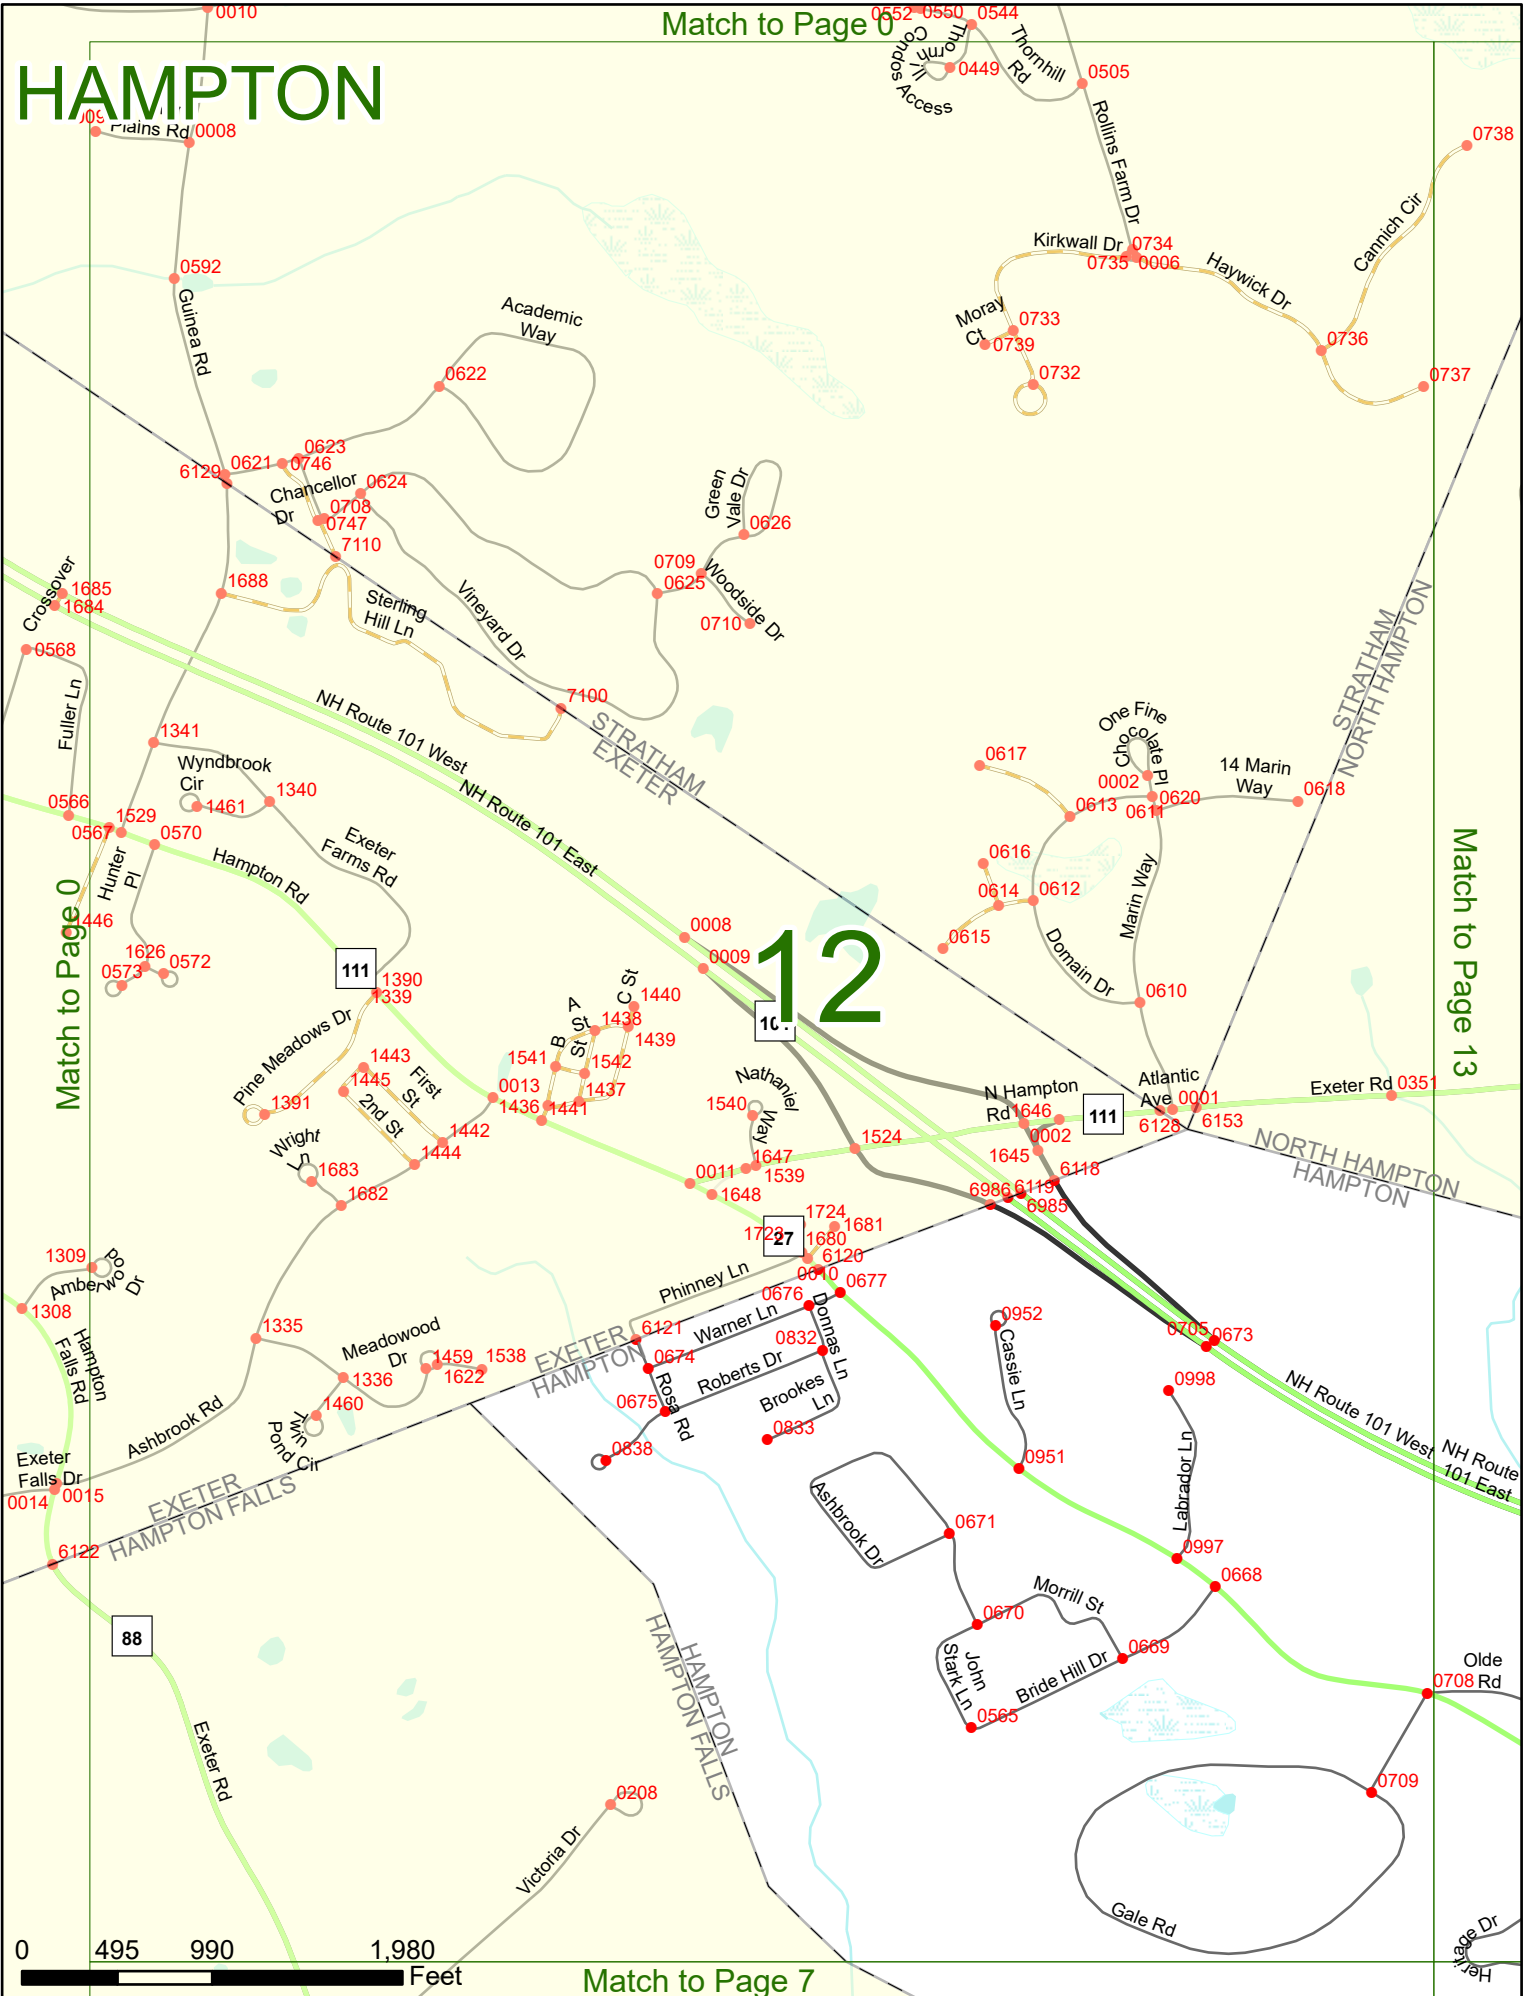 0010
Match to Page 0
0552
0550
0544
HAMPTON
Thornhill
Condos Access
0449
Thornhill
Rd
0505
Plains Rd
0008
0738
Rollins Farm Dr
Cannich Cir
Kirkwall Dr
0734
0735
0006
Haywick Dr
0592
Guinea Rd
Academic
Way
Moray
Ct
0733
0739
0736
0732
0737
0622
0623
0621
0746
6129
Chancellor
Dr
0624
0708
0747
7110
Green
Vale Dr
0626
0709
0625
Woodside Dr
0710
Crossover
1685
1684
1688
Sterling
Hill Ln
Vineyard Dr
0568
Fuller Ln
7100
NH Route 101 West
STRATHAM
EXETER
STRATHAM
NORTH HAMPTON
1341
Wyndbrook
Cir
1461
1340
NH Route 101 East
One Fine
Chocolate Pl
0617
0002
14 Marin
Way
0618
0613
0620
0611
0566
0567
1529
0570
Hunter
Pl
Hampton Rd
Exeter
Farms Rd
0616
0614
0612
0615
Marin Way
Domain Dr
Match to Page 0
Match to Page 13
1446
0008
0009
12
1626
0573
0572
111
1390
1339
A
St
C St
1440
1438
1439
B
St
0610
Pine Meadows Dr
1443
1445
1541
1542
1437
First
St
2nd St
0013
1436
1441
1391
Nathaniel
Way
1540
N Hampton
Rd
1646
0002
111
Atlantic
Ave
0001
6128
6153
Exeter Rd
0351
1442
1444
1524
1645
Wright
Ln
1683
1647
1539
0011
1648
6118
6119
6986
6985
NORTH HAMPTON
HAMPTON
1682
1724
1681
27
1680
6120
0010
0677
1309
Amberwood
Dr
1308
Phinney Ln
0676
Warner Ln
Donnas Ln
0832
0952
Cassie Ln
0705
0673
1335
Hampton
Falls Rd
Meadowood
Dr
1459
1538
1622
1336
EXETER
HAMPTON
6121
0674
Roberts Dr
Brookes
Ln
0675
Rosa Rd
0833
0998
NH Route 101 West
NH Route
101 East
1460
Twin
Pond Cir
Ashbrook Rd
0838
0951
Labrador Ln
Exeter
Falls Dr
0014
0015
EXETER
HAMPTON FALLS
Ashbrook Dr
0671
6122
0997
0668
Morrill St
0670
0669
88
HAMPTON
HAMPTON FALLS
John
Stark Ln
Bride Hill Dr
0565
Olde
Rd
0708
Exeter Rd
0709
0208
Victoria Dr
Gale Rd
Heritage Dr
0
495
990
1,980
Feet
Match to Page 7